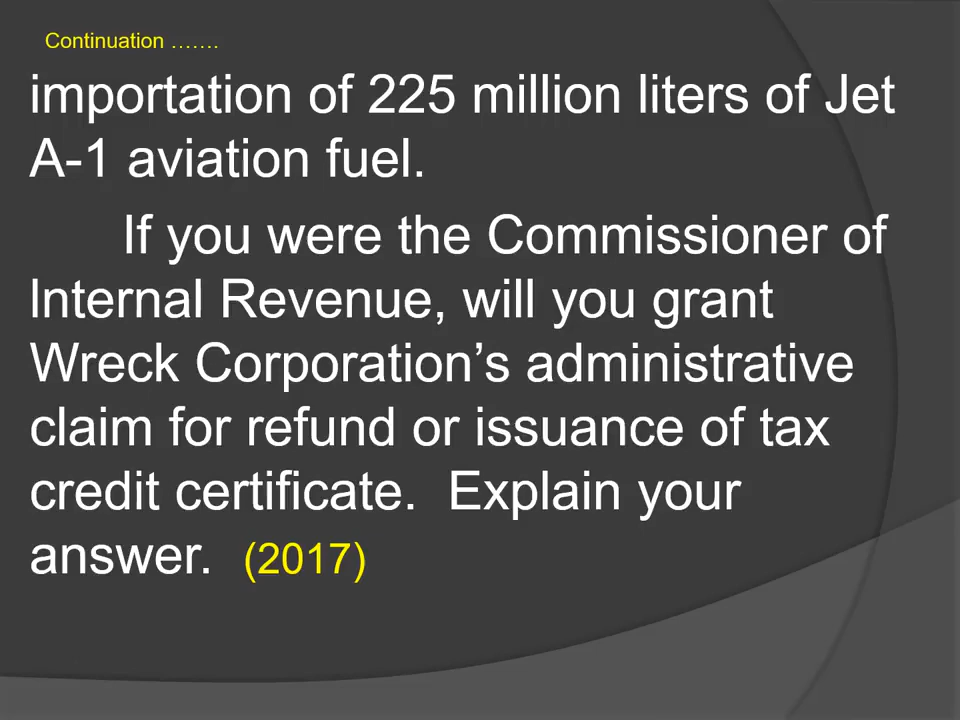 Continuation …….
importation of 225 million liters of Jet
A-1 aviation fuel.
If you were the Commissioner of
lnternal Revenue, will you grant
Wreck Corporation’s administrative
claim for refund or issuance of tax
credit certificate.  Explain your
answer.  (2017)